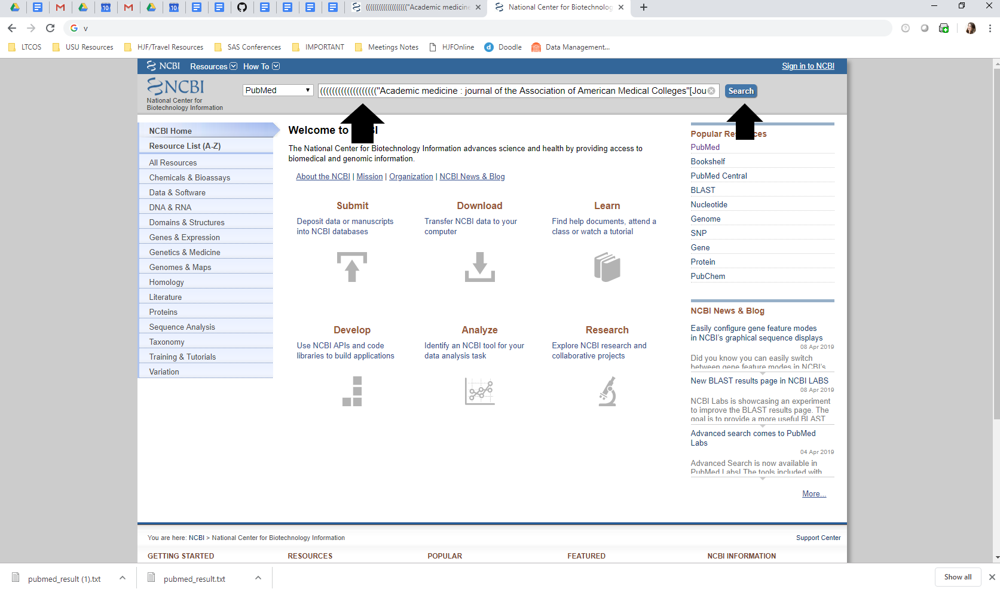 10
10
(((((((((((((((((("Academic medicine
National Center for Biotechnolog
v
LTCOS
USU Resources
HJF/Travel Resources
SAS Conferences
IMPORTANT
Meetings Notes
HJFOnline
d
Doodle
Data Management...
NCBI
Resources
How To
Sign in to NCBI
NCBI
National Center for
Biotechnology Information
PubMed
(((((((((((((((((("Academic medicine : journal of the Association of American Medical Colleges"[Jou
Search
NCBI Home
Resource List (A-Z)
All Resources
Chemicals & Bioassays
Data & Software
DNA & RNA
Domains & Structures
Genes & Expression
Genetics & Medicine
Genomes & Maps
Homology
Literature
Proteins
Sequence Analysis
Taxonomy
Training & Tutorials
Variation
Welcome to
The National Center for Biotechnology Information advances science and health by providing access to
biomedical and genomic information.
About the NCBI | Mission | Organization | NCBI News & Blog
Submit
Deposit data or manuscripts
into NCBI databases
Download
Transfer NCBI data to your
computer
Learn
Find help documents, attend a
class or watch a tutorial
Develop
Use NCBI APIs and code
libraries to build applications
Analyze
Identify an NCBI tool for your
data analysis task
Research
Explore NCBI research and
collaborative projects
Popular
PubMed
Bookshelf
PubMed Central
BLAST
Nucleotide
Genome
SNP
Gene
Protein
PubChem
NCBI News & Blog
Easily configure gene feature modes
in NCBI's graphical sequence displays
08 Apr 2019
Did you know you can easily switch
between gene feature modes in NCBI's
New BLAST results page in NCBI LABS
08 Apr 2019
NCBI Labs is showcasing an experiment
to improve the BLAST results page. The
goal is to provide a more useful BLAST
Advanced search comes to PubMed
Labs
04 Apr 2019
Advanced Search is now available in
PubMed Labs! The tools included with
More...
You are here: NCBI > National Center for Biotechnology Information
Support Center
GETTING STARTED
RESOURCES
POPULAR
FEATURED
NCBI INFORMATION
pubmed_result (1).txt
pubmed_result.txt
Show all